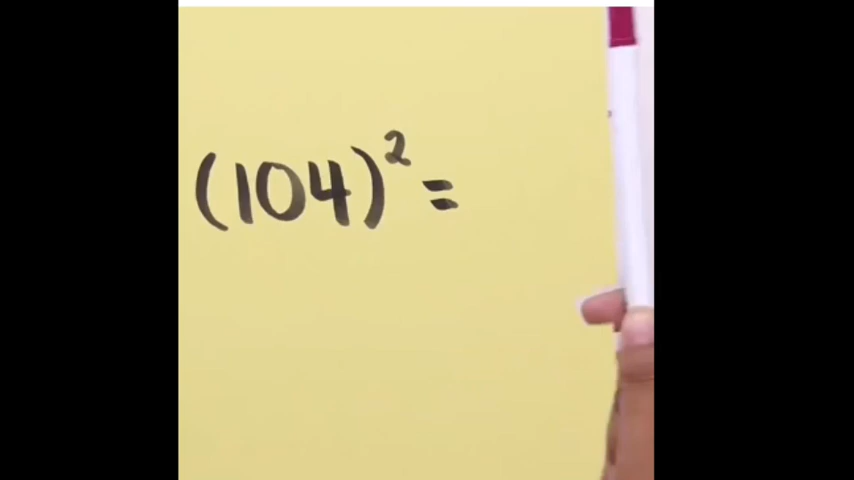 (104)² =